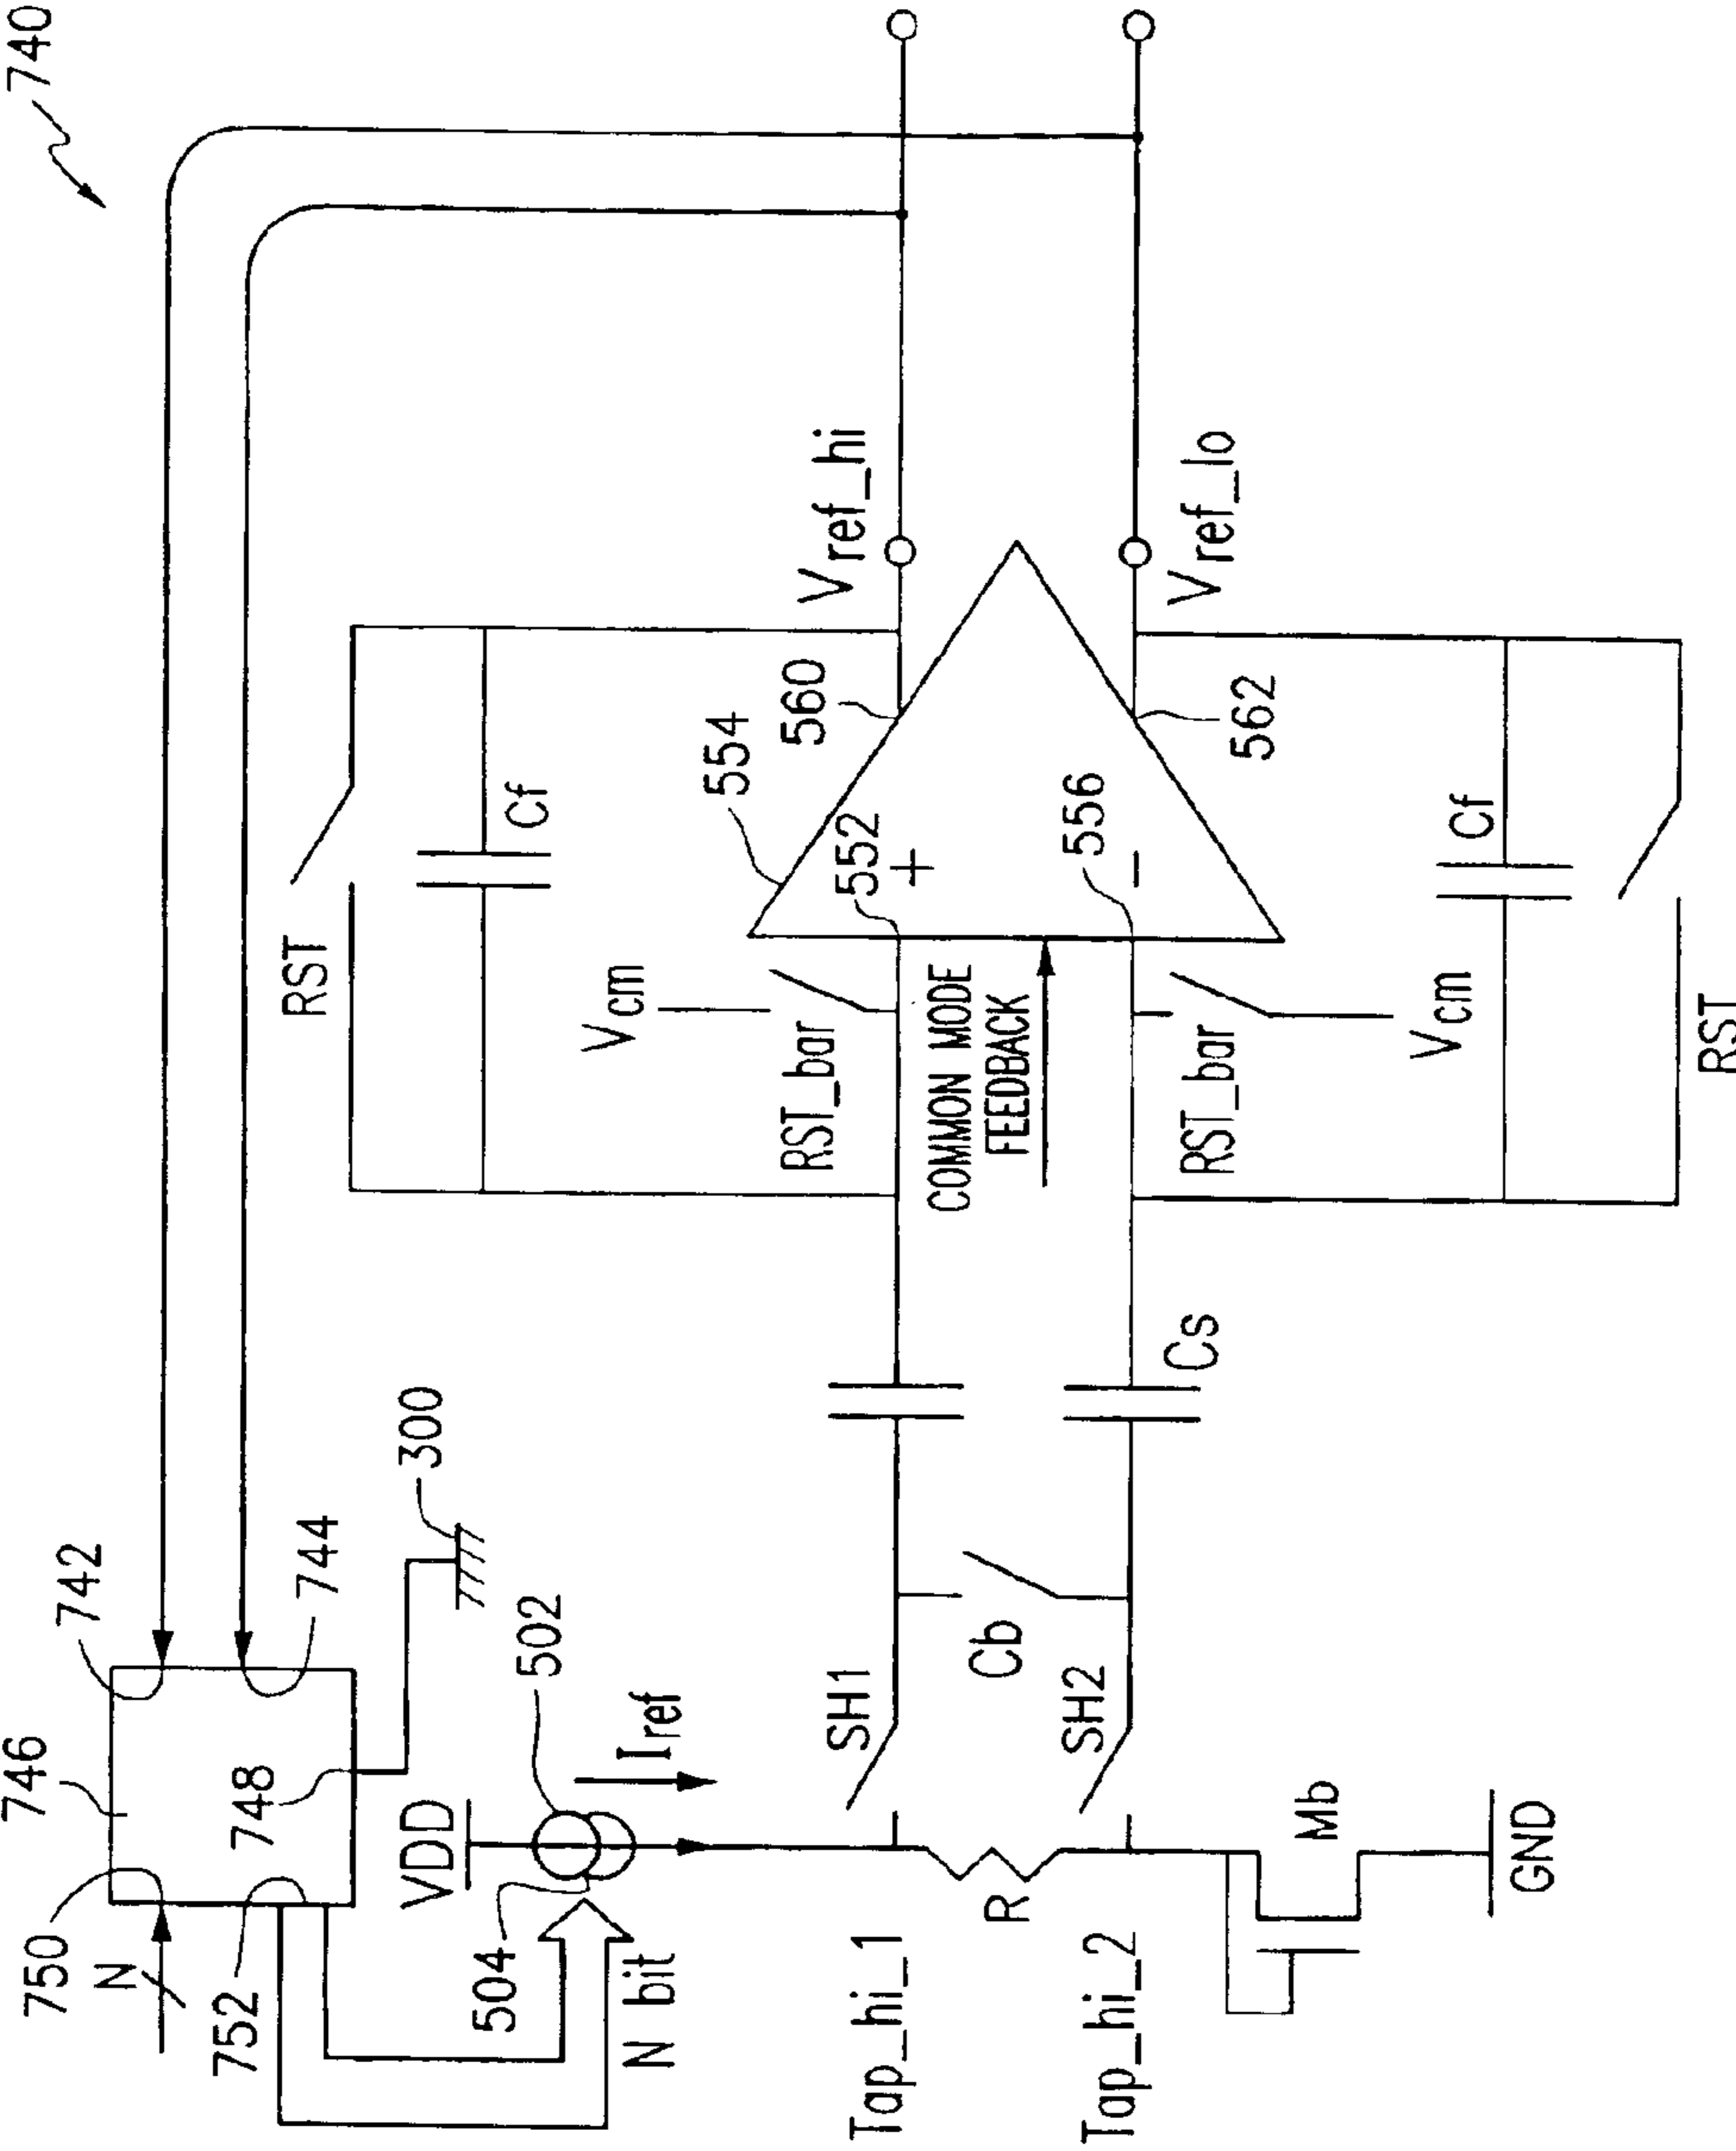 740
746
742
750
N
748
744
752
300
VDD
502
504
Iref
N bit
RST
Cf
Vcm
RST_bar
554
552
+
560
Vref_hi
SH1
Tap_hi_1
R
Cb
COMMON MODE
FEEDBACK
556
−
562
Vref_lo
SH2
Tap_hi_2
Cs
RST_bar
Vcm
Mb
GND
Cf
RST